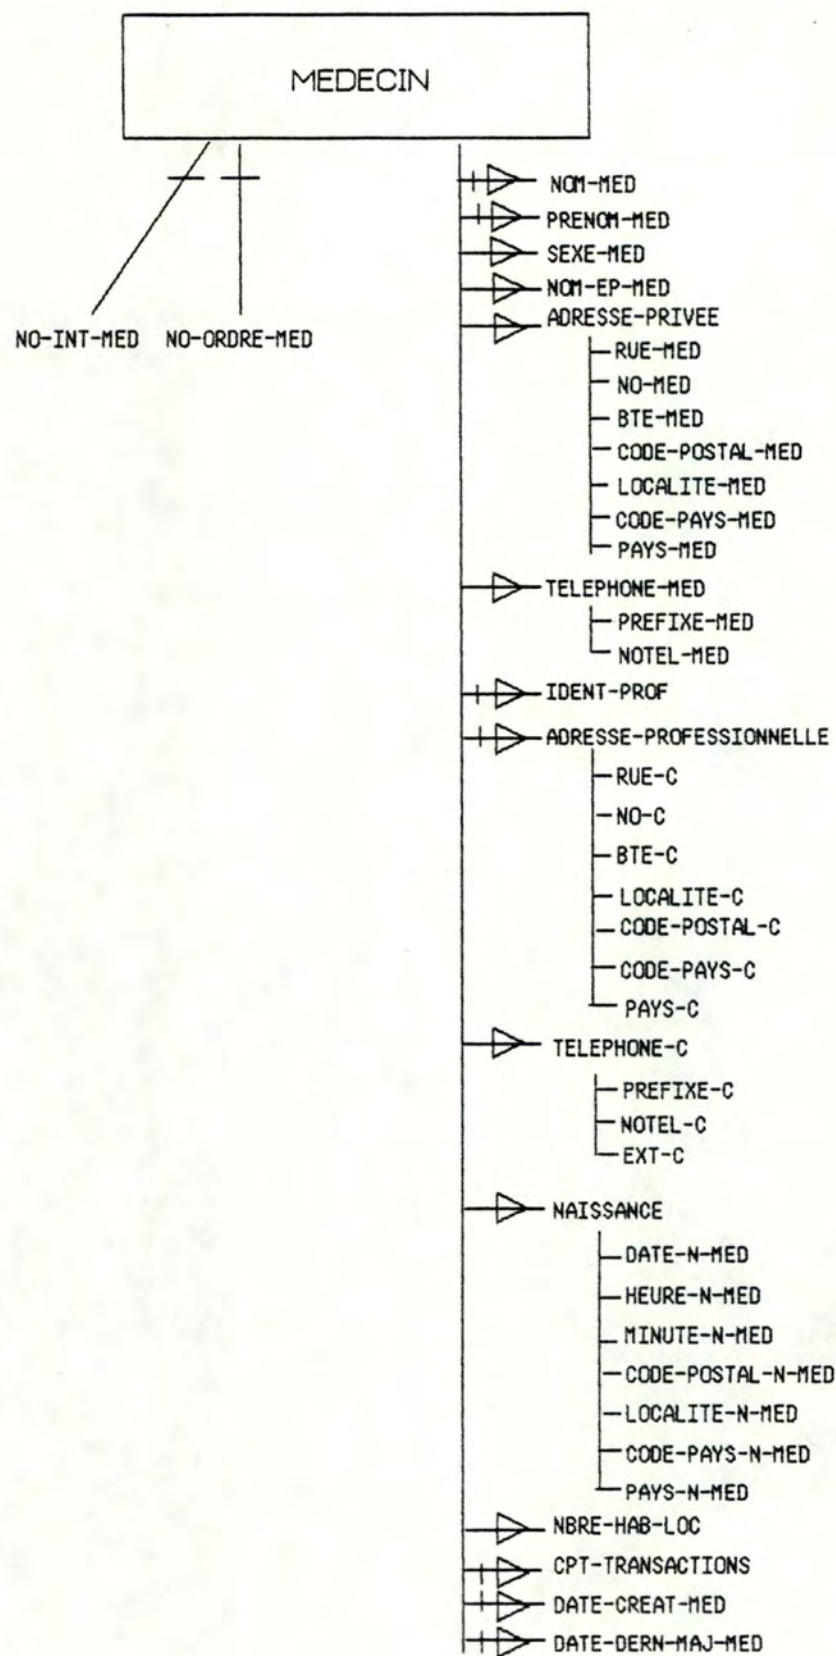 MEDECIN
NO-INT-MED NO-ORDRE-MED
NOM-MED
PRENOM-MED
SEXE-MED
NOM-EP-MED
ADRESSE-PRIVEE
RUE-MED
NO-MED
BTE-MED
CODE-POSTAL-MED
LOCALITE-MED
CODE-PAYS-MED
PAYS-MED
TELEPHONE-MED
PREFIXE-MED
NOTEL-MED
IDENT-PROF
ADRESSE-PROFESSIONNELLE
RUE-C
NO-C
BTE-C
LOCALITE-C
CODE-POSTAL-C
CODE-PAYS-C
PAYS-C
TELEPHONE-C
PREFIXE-C
NOTEL-C
EXT-C
NAISSANCE
DATE-N-MED
HEURE-N-MED
MINUTE-N-MED
CODE-POSTAL-N-MED
LOCALITE-N-MED
CODE-PAYS-N-MED
PAYS-N-MED
NBRE-HAB-LOC
CPT-TRANSACTIONS
DATE-CREAT-MED
DATE-DERN-MAJ-MED